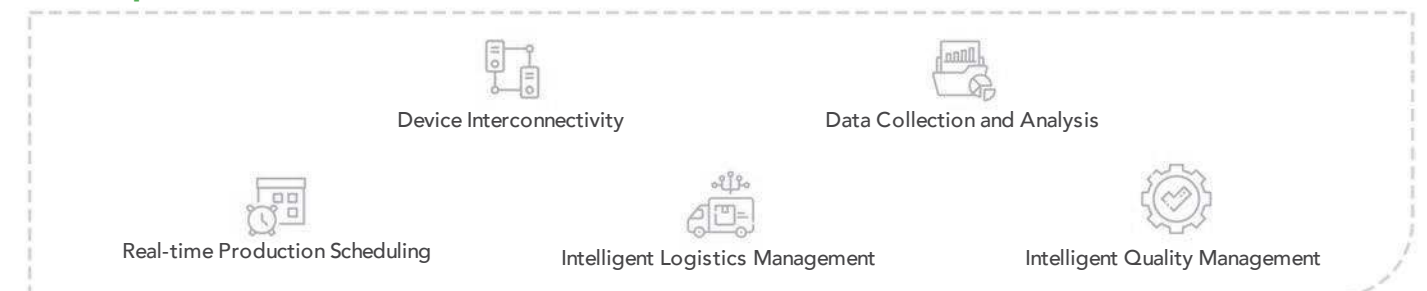 Device Interconnectivity
Data Collection and Analysis
Real-time Production Scheduling
Intelligent Logistics Management
Intelligent Quality Management